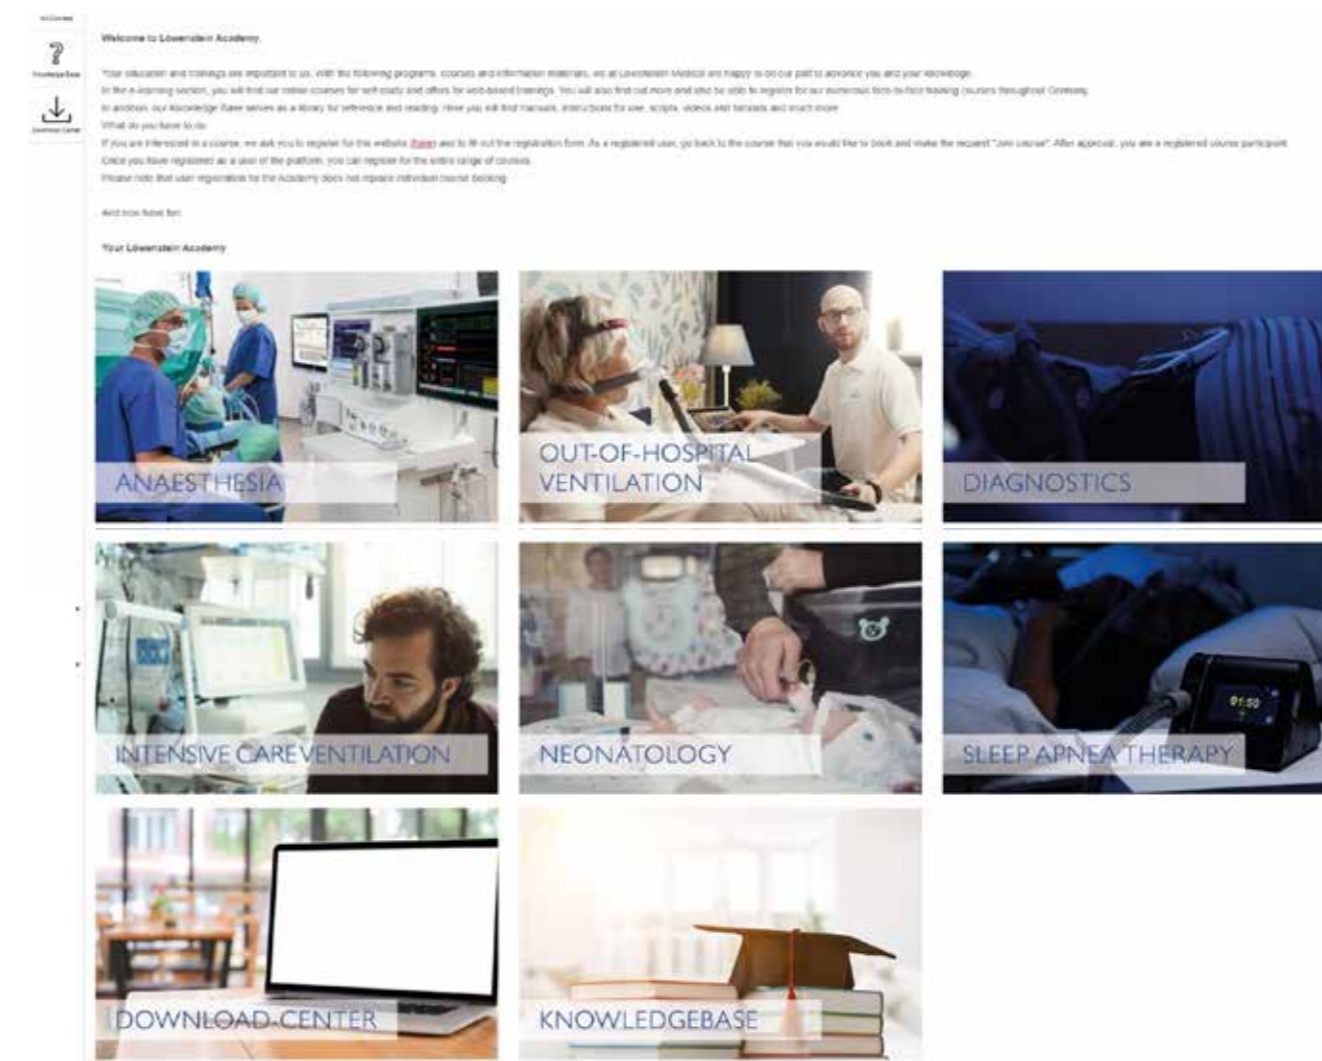 All Courses
Knowledge Base
Download Center
Welcome to Löwenstein Academy,
Your education and trainings are important to us. With the following programs, courses and information materials, we at Löwenstein Medical are happy to do our part to advance you and your knowledge.
In the e-learning section, you will find our online courses for self-study and offers for web-based trainings. You will also find out more and also be able to register for our numerous face-to-face training courses throughout Germany.
In addition, our Knowledge Base serves as a library for reference and reading. Here you will find manuals, instructions for use, scripts, videos and tutorials and much more.
What do you have to do
If you are interested in a course, we ask you to register for this website (here) and to fill out the registration form. As a registered user, go back to the course that you would like to book and make the request "Join course". After approval, you are a registered course participant.
Once you have registered as a user of the platform, you can register for the entire range of courses.
Please note that user registration for the Academy does not replace individual course booking.
And now have fun
Your Löwenstein Academy
ANAESTHESIA
OUT-OF-HOSPITAL
VENTILATION
DIAGNOSTICS
INTENSIVE CARE VENTILATION
NEONATOLOGY
01:50
SLEEP APNEA THERAPY
DOWNLOAD-CENTER
KNOWLEDGEBASE